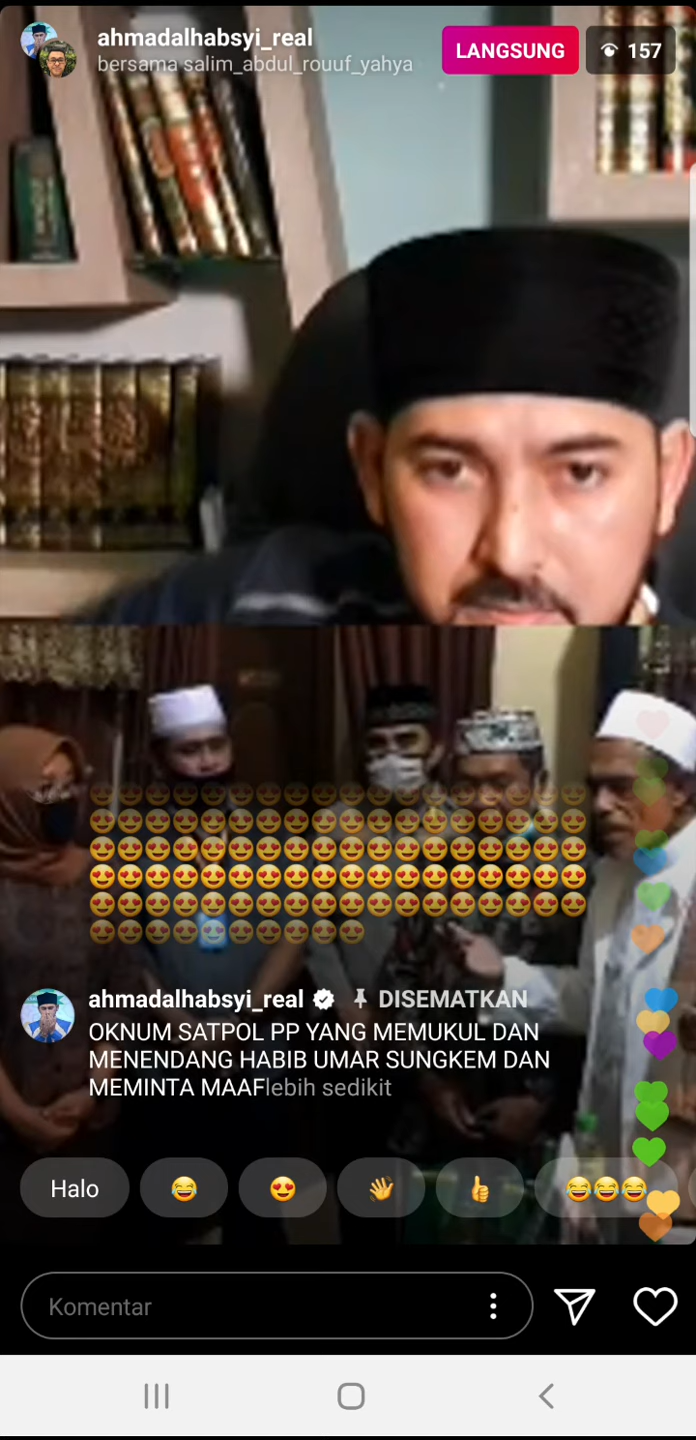 ahmadalhabsyi_real
bersama salim_abdul_rouuf_yahya
LANGSUNG
157
ahmadalhabsyi_real DISEMATKAN
OKNUM SATPOL PP YANG MEMUKUL DAN
MENENDANG HABIB UMAR SUNGKEM DAN
MEMINTA MAAFlebih sedikit
Halo
Komentar